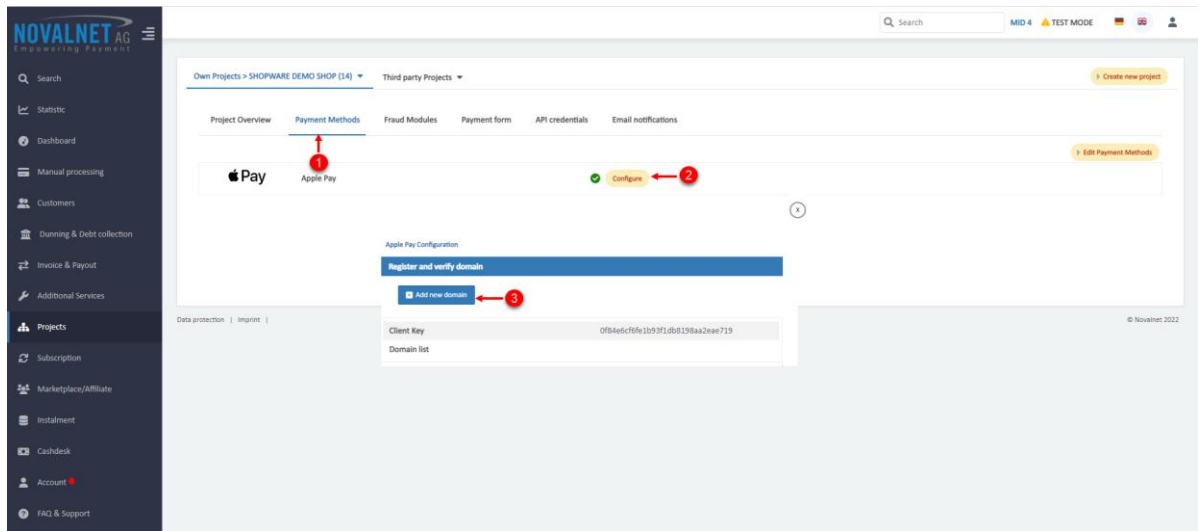 NOVALNET AG
Empowering Payment
Search
MID 4 TEST MODE
Search
Statistic
Dashboard
Manual processing
Customers
Dunning & Debt collection
Invoice & Payout
Additional Services
Projects
Subscription
Marketplace/Affiliate
Instalment
Cashdesk
Account
FAQ & Support
Own Projects > SHOPWARE DEMO SHOP (14) Third party Projects
Create new project
Project Overview Payment Methods Fraud Modules Payment form API credentials Email notifications
1
Edit Payment Methods
Pay Apple Pay Configure 2
x
Apple Pay Configuration
Register and verify domain
Add new domain 3
Client Key 0f84e6cf6fe1b93f1db8198aa2eae719
Domain list
Data protection | Imprint |
© Novalnet 2022